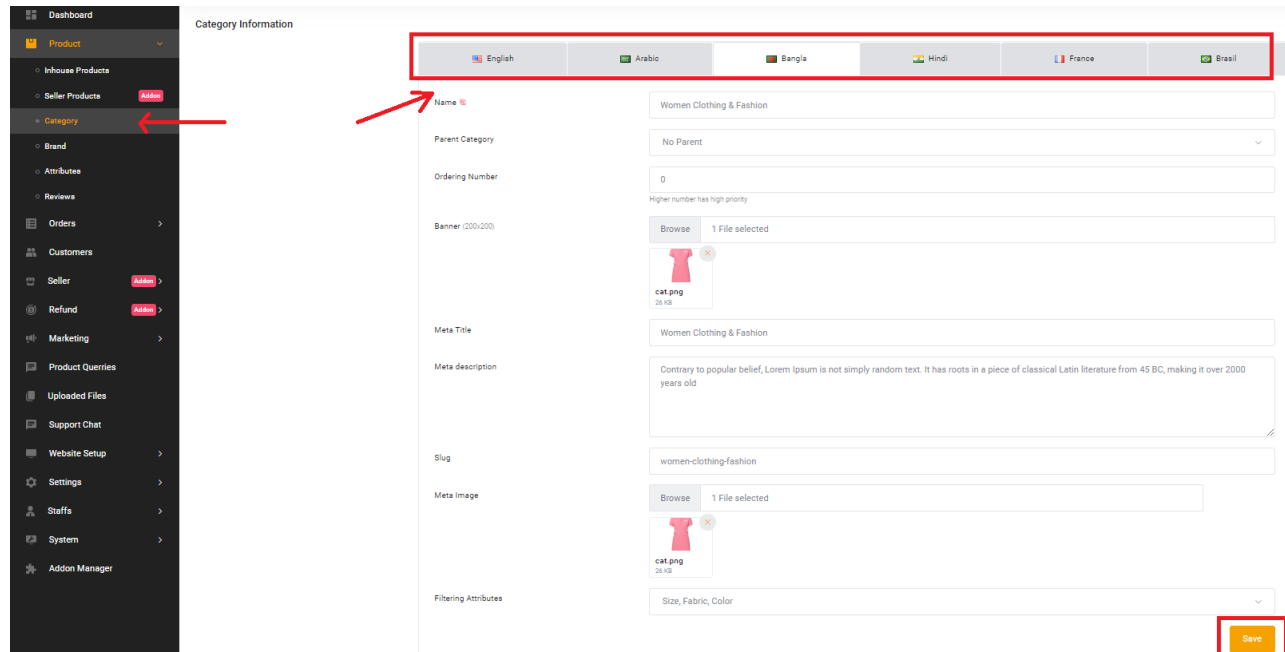 Dashboard
Product
Inhouse Products
Seller Products Addon
Category
Brand
Attributes
Reviews
Orders
Customers
Seller Addon
Refund Addon
Marketing
Product Querries
Uploaded Files
Support Chat
Website Setup
Settings
Staffs
System
Addon Manager
Category Information
English Arabic Bangla Hindi France Brasil
Name
Women Clothing & Fashion
Parent Category
No Parent
Ordering Number
0
Higher number has high priority
Banner (200x200)
Browse 1 File selected
cat.png
26 KB
Meta Title
Women Clothing & Fashion
Meta description
Contrary to popular belief, Lorem Ipsum is not simply random text. It has roots in a piece of classical Latin literature from 45 BC, making it over 2000
years old
Slug
women-clothing-fashion
Meta Image
Browse 1 File selected
cat.png
26 KB
Filtering Attributes
Size, Fabric, Color
Save